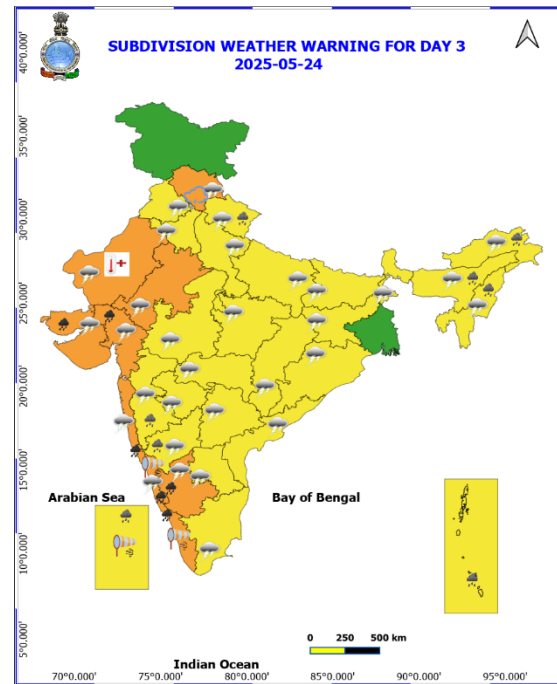 SUBDIVISION WEATHER WARNING FOR DAY 3
2025-05-24
40°0.000'
35°0.000'
30°0.000'
25°0.000'
20°0.000'
15°0.000'
10°0.000'
5°0.000'
Arabian Sea
Bay of Bengal
0 250 500 km
Indian Ocean
70°0.000' 75°0.000' 80°0.000' 85°0.000' 90°0.000' 95°0.000'